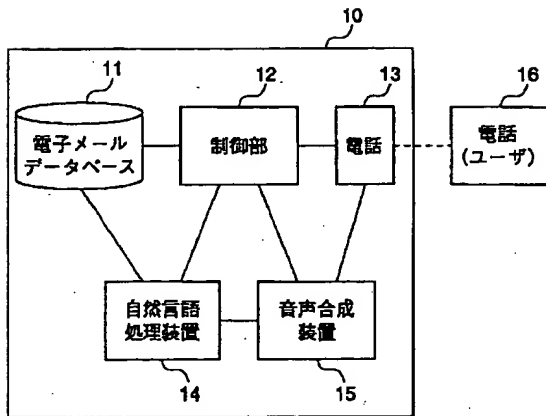 10
11
12
13
16
電子メール
データベース
制御部
電話
電話
(ユーザ)
自然言語
処理装置
音声合成
装置
14
15